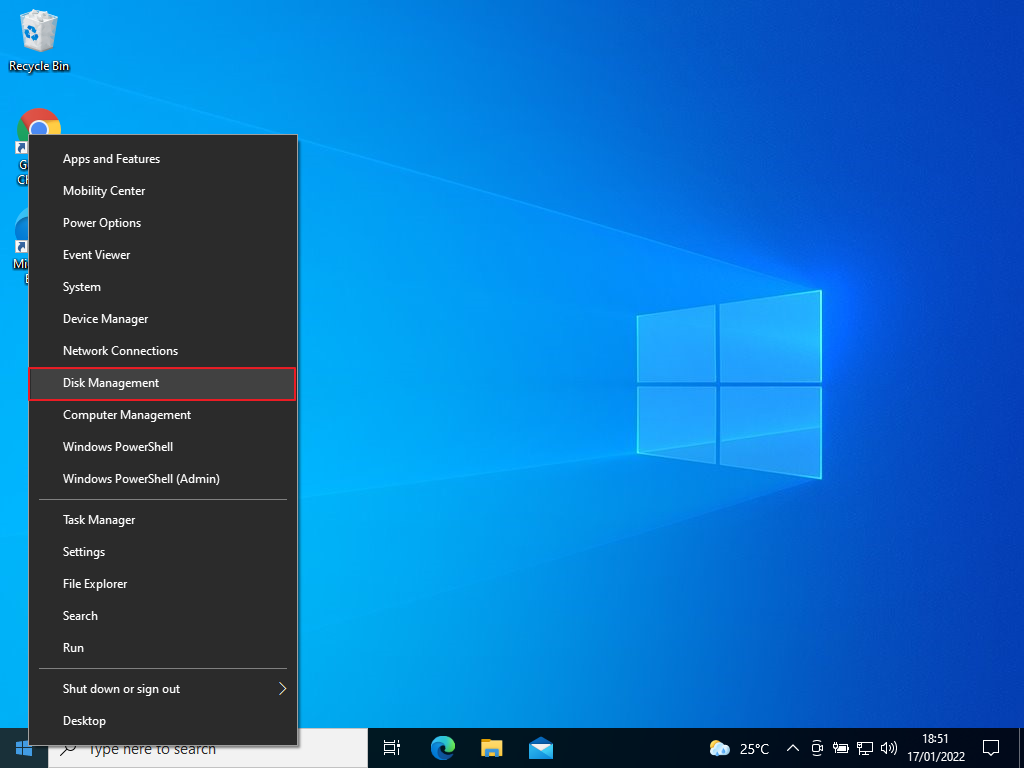 Recycle Bin
G
Ch
Mi
Apps and Features
Mobility Center
Power Options
Event Viewer
System
Device Manager
Network Connections
Disk Management
Computer Management
Windows PowerShell
Windows PowerShell (Admin)
Task Manager
Settings
File Explorer
Search
Run
Shut down or sign out
Desktop
Type here to search
25°C
18:51
17/01/2022